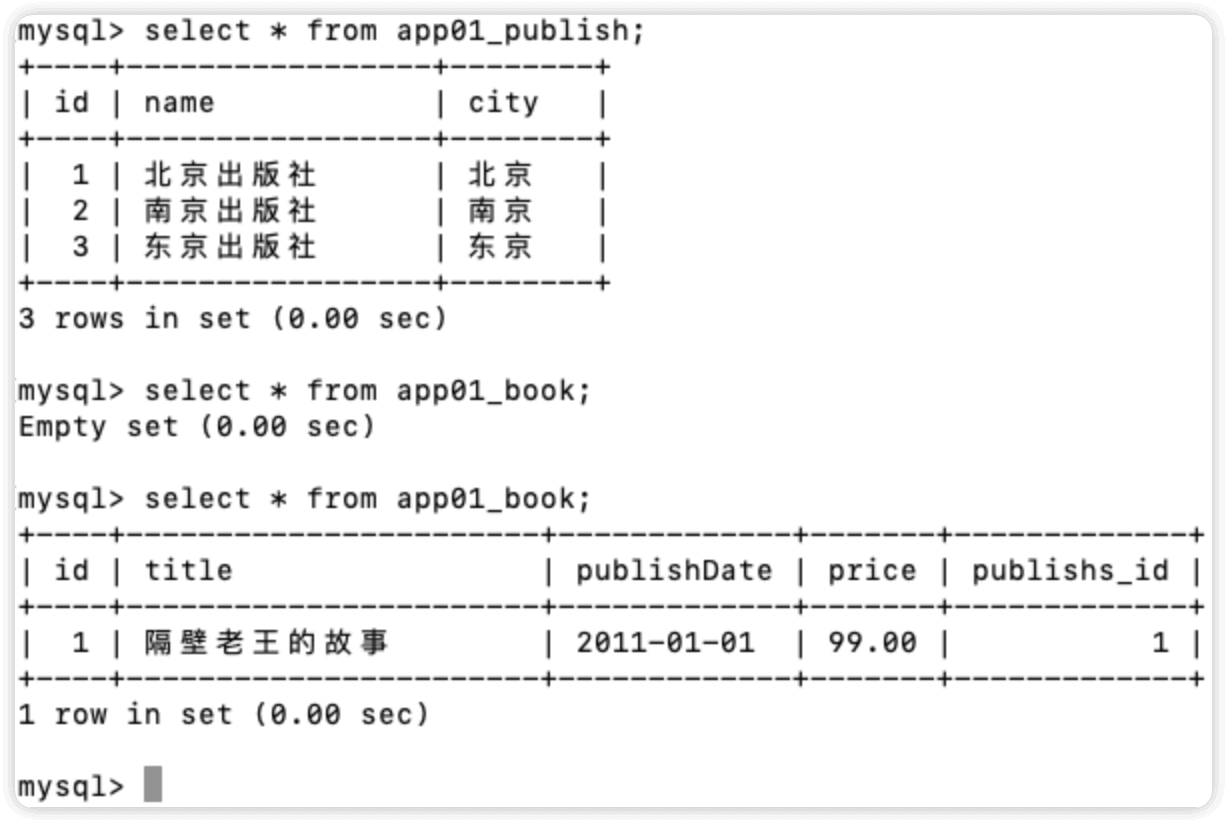 mysql> select * from app01_publish;
+----+-----------------+--------+
| id | name            | city   |
+----+-----------------+--------+
|  1 | 北京出版社      | 北京   |
|  2 | 南京出版社      | 南京   |
|  3 | 东京出版社      | 东京   |
+----+-----------------+--------+
3 rows in set (0.00 sec)

mysql> select * from app01_book;
Empty set (0.00 sec)

mysql> select * from app01_book;
+----+-----------------------+-------------+-------+-------------+
| id | title                 | publishDate | price | publishs_id |
+----+-----------------------+-------------+-------+-------------+
|  1 | 隔壁老王的故事        | 2011-01-01  | 99.00 |           1 |
+----+-----------------------+-------------+-------+-------------+
1 row in set (0.00 sec)

mysql>